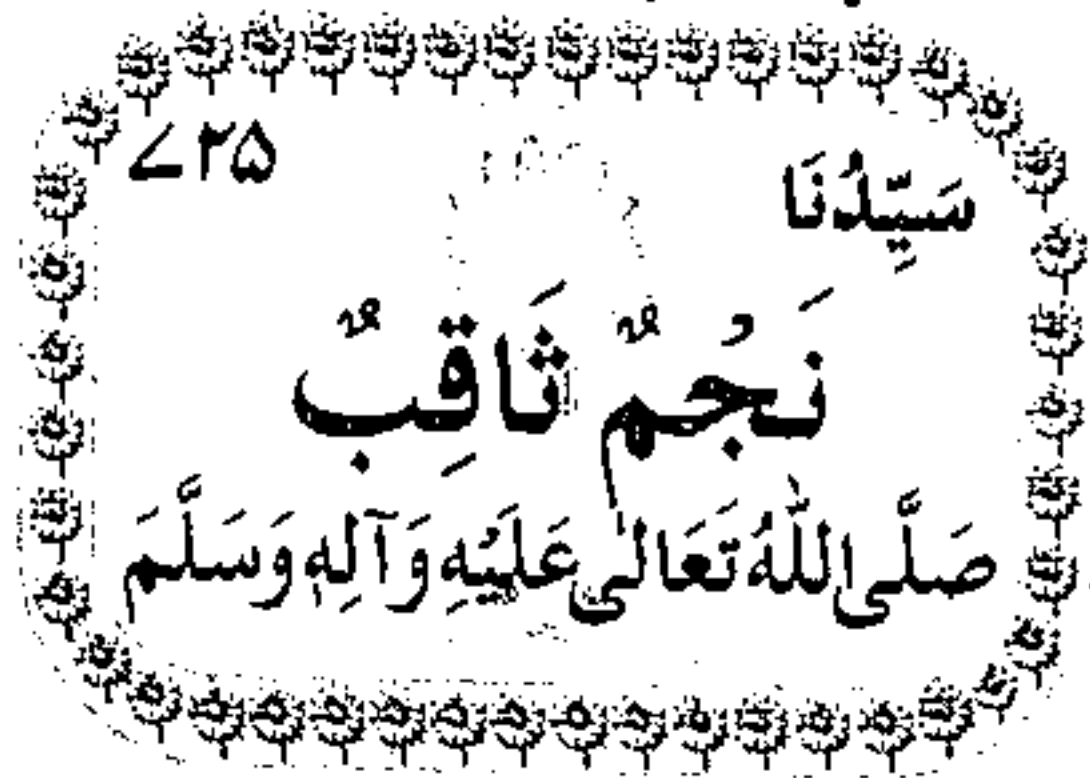 سَيِّدُنَا ۷۲۵
نَجْمٌ ثَاقِبٌ
صَلَّى اللّٰهُ تَعَالٰى عَلَيْهِ وَآلِهٖ وَسَلَّمَ